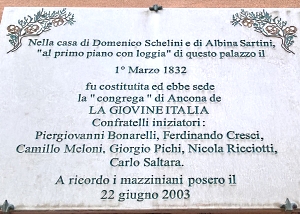 Nella casa di Domenico Schelini e di Albina Sartini,
"al primo piano con loggia" di questo palazzo il
1° Marzo 1832
fu costitutita ed ebbe sede
la "congrega" di Ancona de
LA GIOVINE ITALIA
Confratelli iniziatori:
Piergiovanni Bonarelli, Ferdinando Cresci,
Camillo Meloni, Giorgio Pichi, Nicola Ricciotti,
Carlo Saltara.
A ricordo i mazziniani posero il
22 giugno 2003